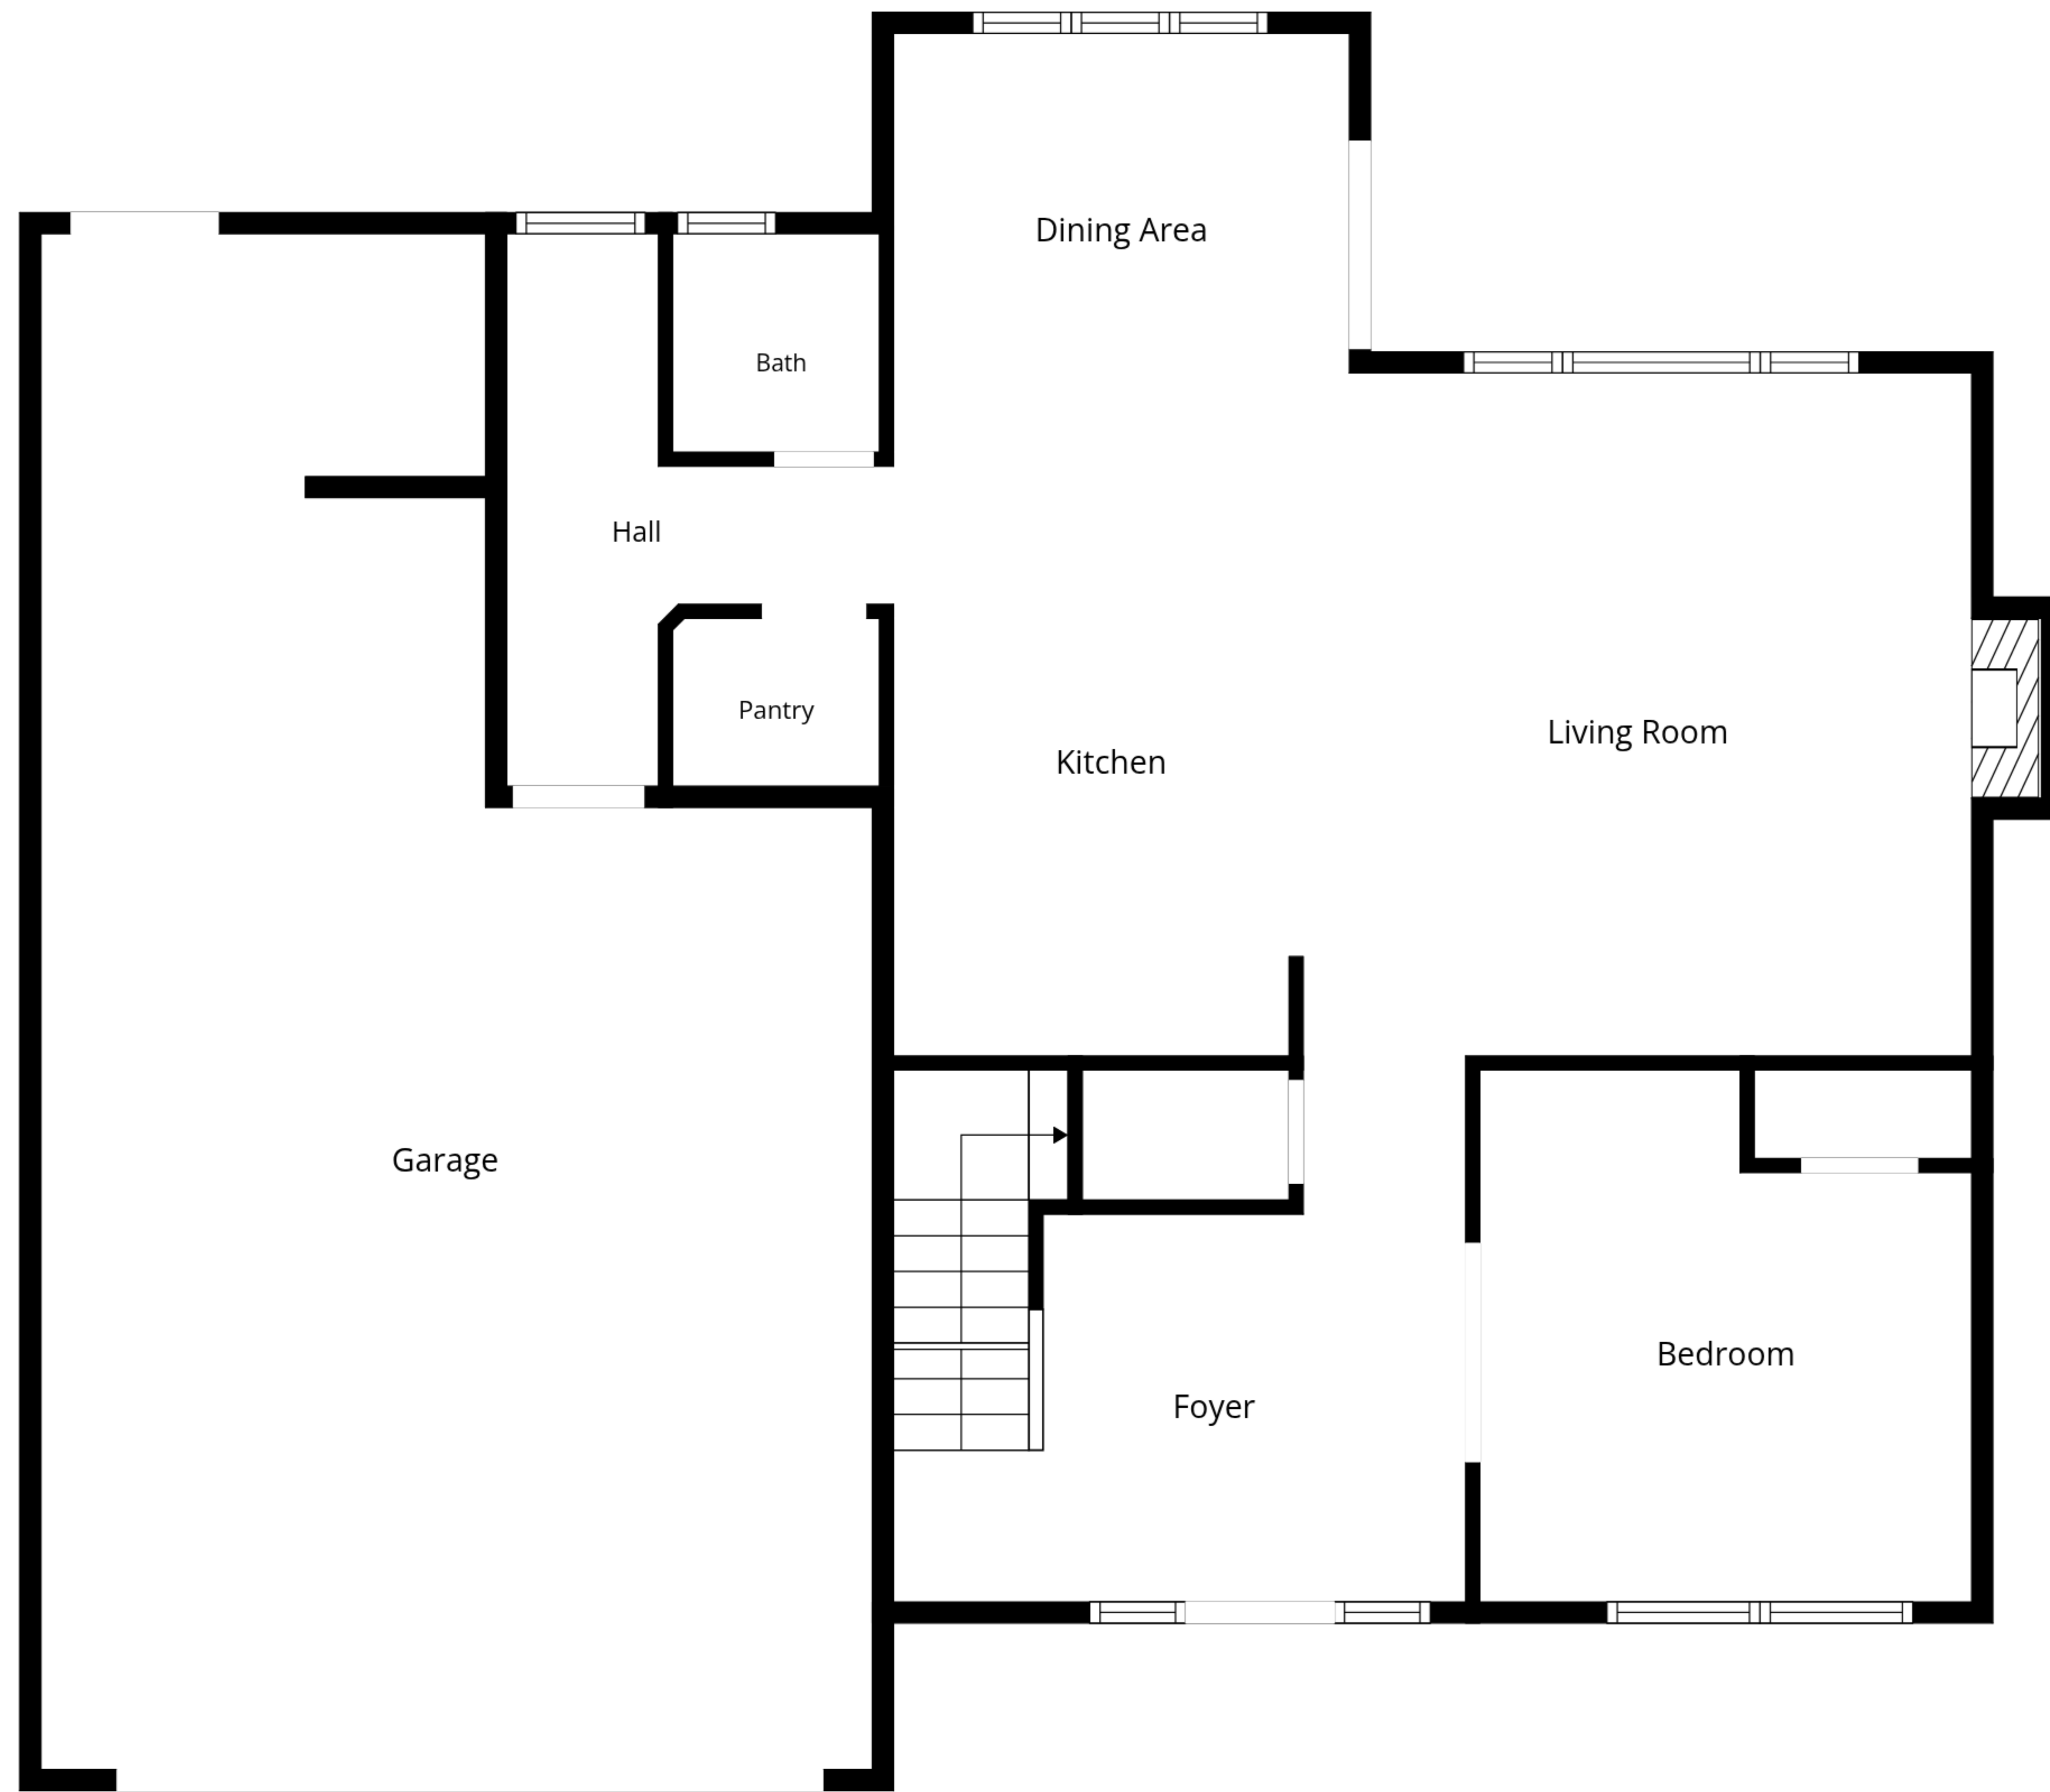 Dining Area
Bath
Hall
Pantry
Living Room
Kitchen
Garage
Bedroom
Foyer